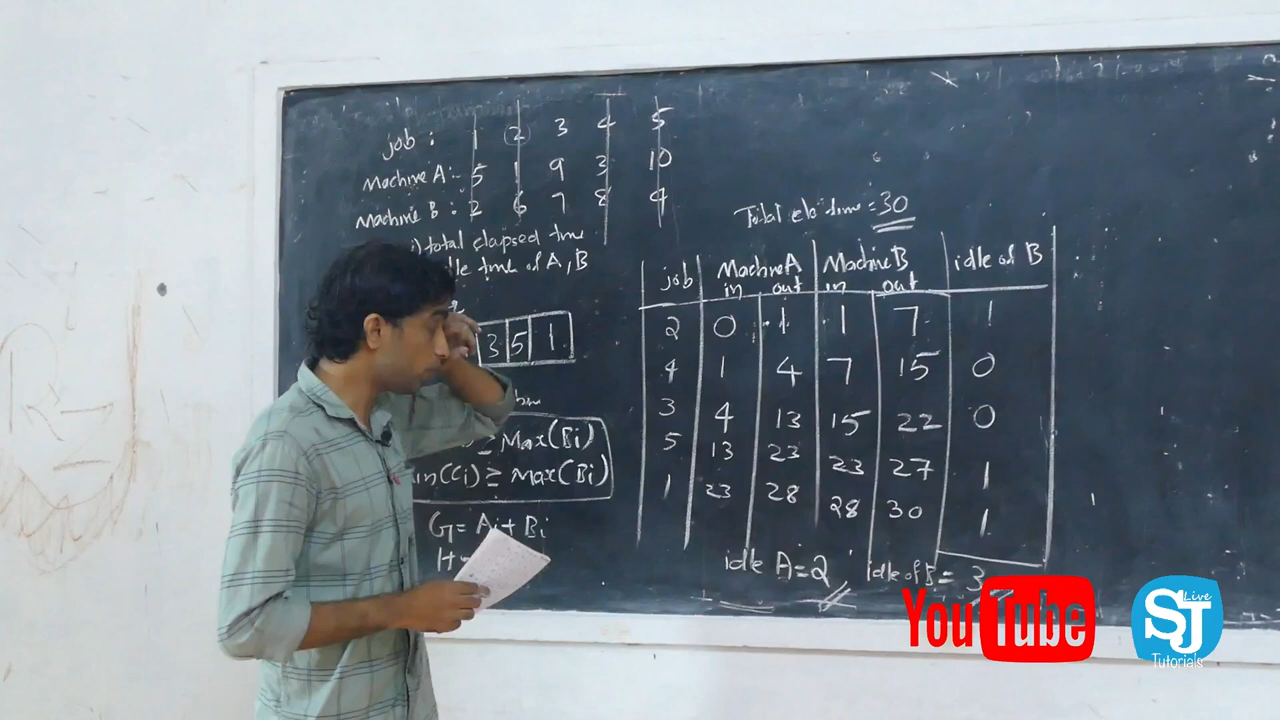 job : 1 2 3 4 5
Machine A:- 5 1 9 3 10
Machine B : 2 6 7 8 4
i) total elapsed time
time of A, B
3 5 1
Max(Bi)
(Ci) ≥ Max(Bi)
G = Ai + Bi
H =
Total ela time = 30
job Machine A Machine B idle of B
in out in out
2 0 1 1 7 1
4 1 4 7 15 0
3 4 13 15 22 0
5 13 23 23 27 1
1 23 28 28 30 1
idle A = 2 idle of B = 3
YouTube
SJ Live
Tutorials